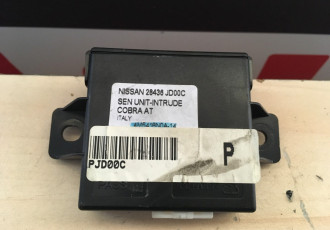 NISSAN 28436 JD00C
SEN UNIT-INTRUDE
COBRA AT
ITALY
PJD00C
P